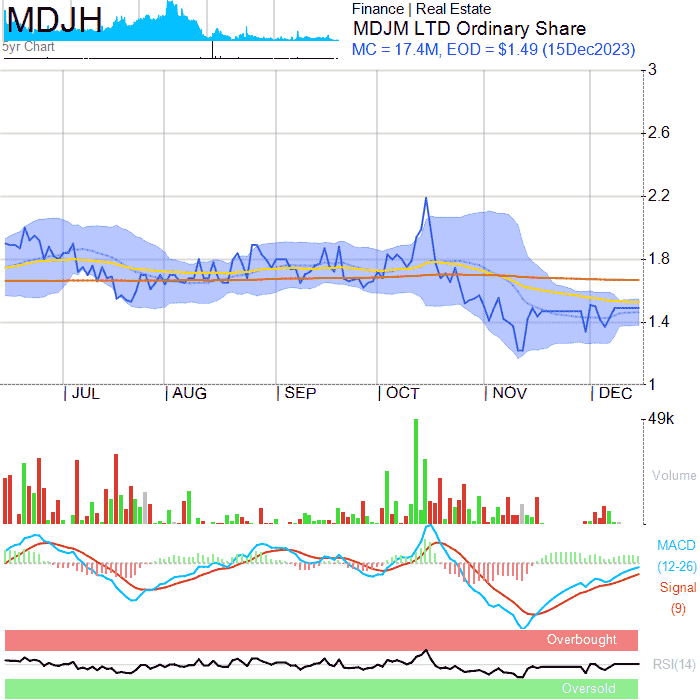 MDJH
5yr Chart
Finance | Real Estate
MDJM LTD Ordinary Share
MC = 17.4M, EOD = $1.49 (15Dec2023)
3
2.6
2.2
1.8
1.4
1
JUL AUG SEP OCT NOV DEC
49k
Volume
MACD
(12-26)
Signal
(9)
Overbought
RSI(14)
Oversold